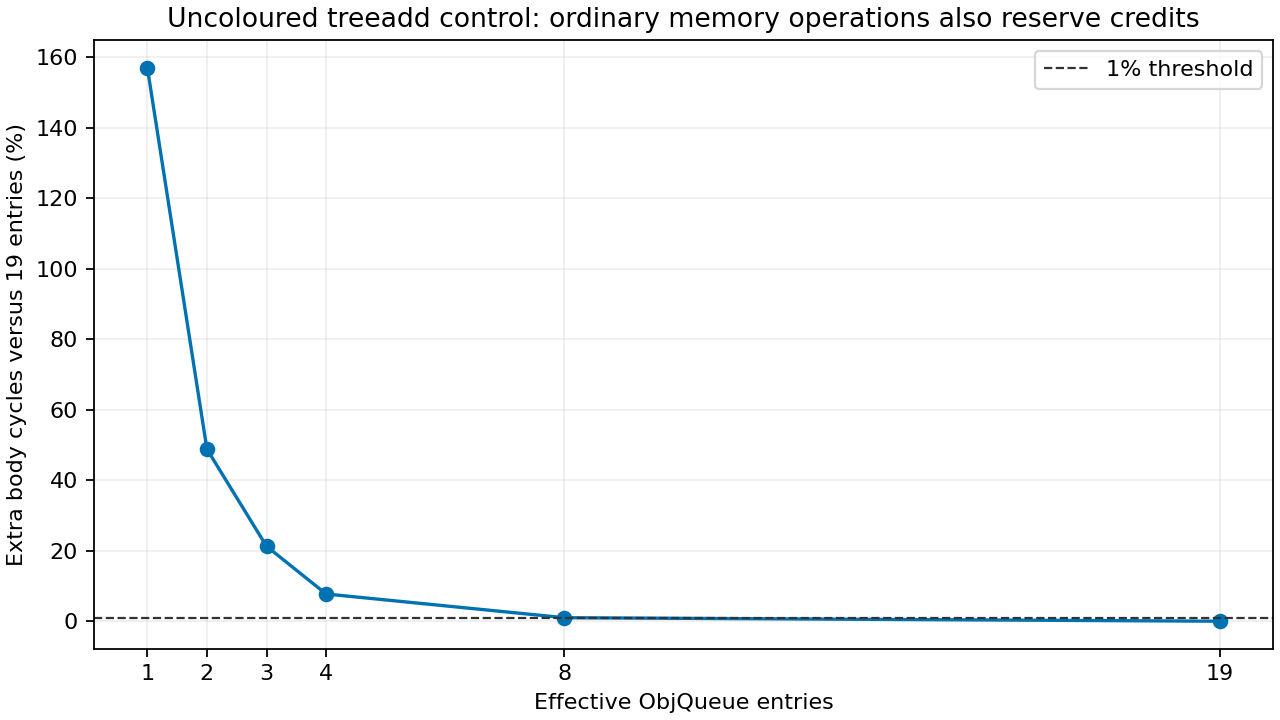 Uncoloured treeadd control: ordinary memory operations also reserve credits
Extra body cycles versus 19 entries (%)
160
140
120
100
80
60
40
20
0
1% threshold
1 2 3 4 8 19
Effective ObjQueue entries